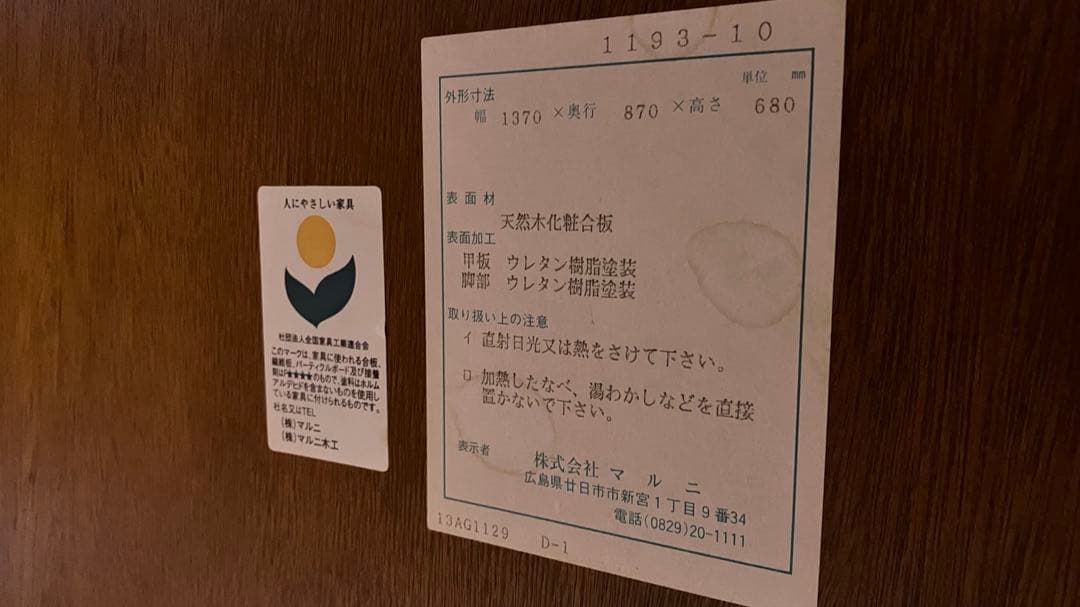 人にやさしい家具
社団法人全国家具工業連合会
このマークは、家具に使われる合板、
繊維板、パーティクルボード及び接着
剤はF★★★★のもので、塗料はホルム
アルデヒドを含まないものを使用し
ている家具に付けられるものです。
社名又はTEL
(株)マルニ
(株)マルニ木工
1193-10
単位 mm
外形寸法
幅 1370 ×奥行 870 ×高さ 680
表面材
天然木化粧合板
表面加工
甲板 ウレタン樹脂塗装
脚部 ウレタン樹脂塗装
取り扱い上の注意
イ 直射日光又は熱をさけて下さい。
ロ 加熱したなべ、湯わかしなどを直接
置かないで下さい。
表示者
株式会社 マルニ
広島県廿日市市新宮1丁目9番34
電話(0829)20-1111
13AG1129 D-1